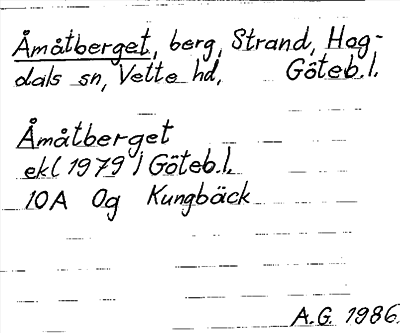 Åmåtberget, berg, Strand, Hog-
dals sn, Vette hd, Göteb.l.
Åmåtberget
ekl 1979 / Göteb.l.
10A 0g Kungbäck
A.G. 1986.